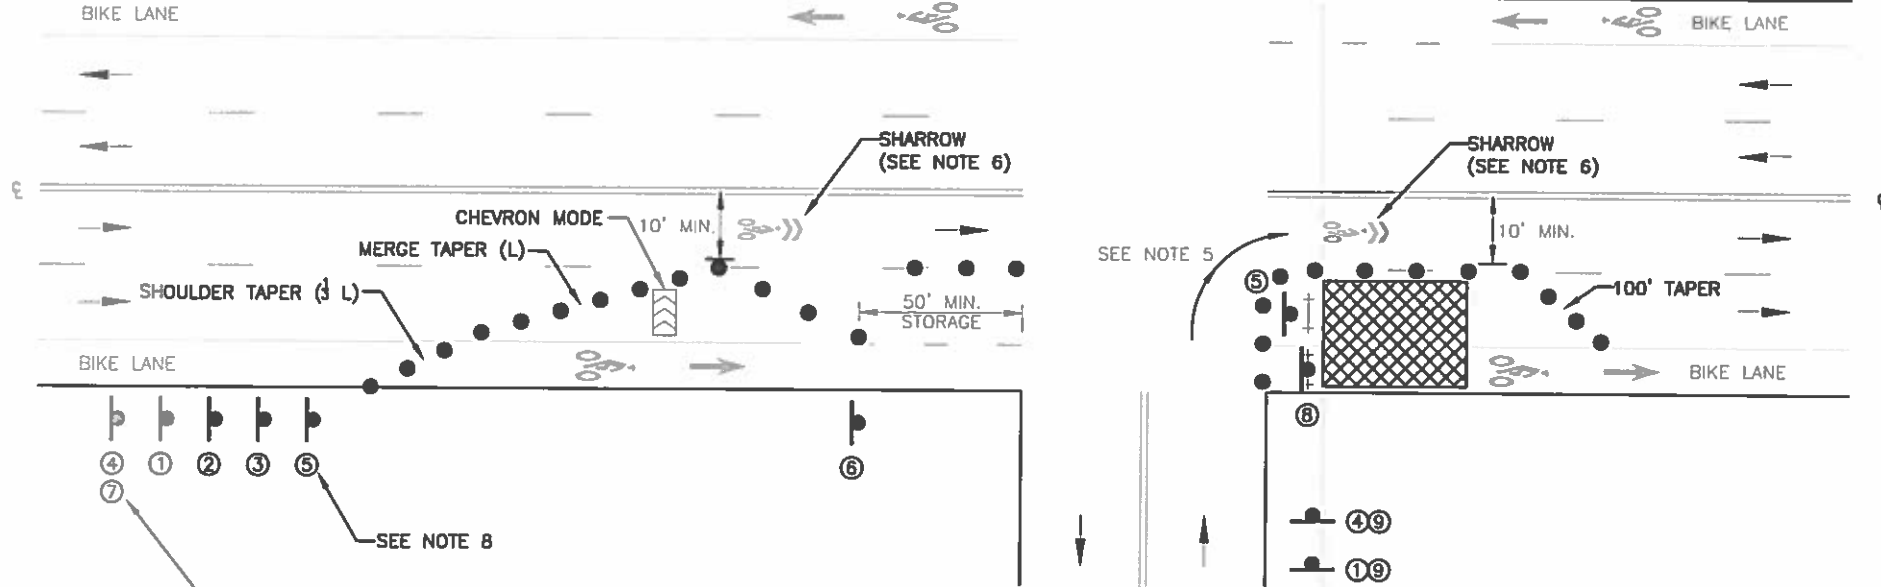 BIKE LANE
BIKE LANE
SHARROW
(SEE NOTE 6)
SHARROW
(SEE NOTE 6)
℄
CHEVRON MODE
10' MIN.
10' MIN.
MERGE TAPER (L)
SEE NOTE 5
SHOULDER TAPER (⅓ L)
⑤
100' TAPER
50' MIN.
STORAGE
BIKE LANE
BIKE LANE
⑧
④ ① ② ③ ⑤ ⑥
⑦
④⑨
SEE NOTE 8
①⑨